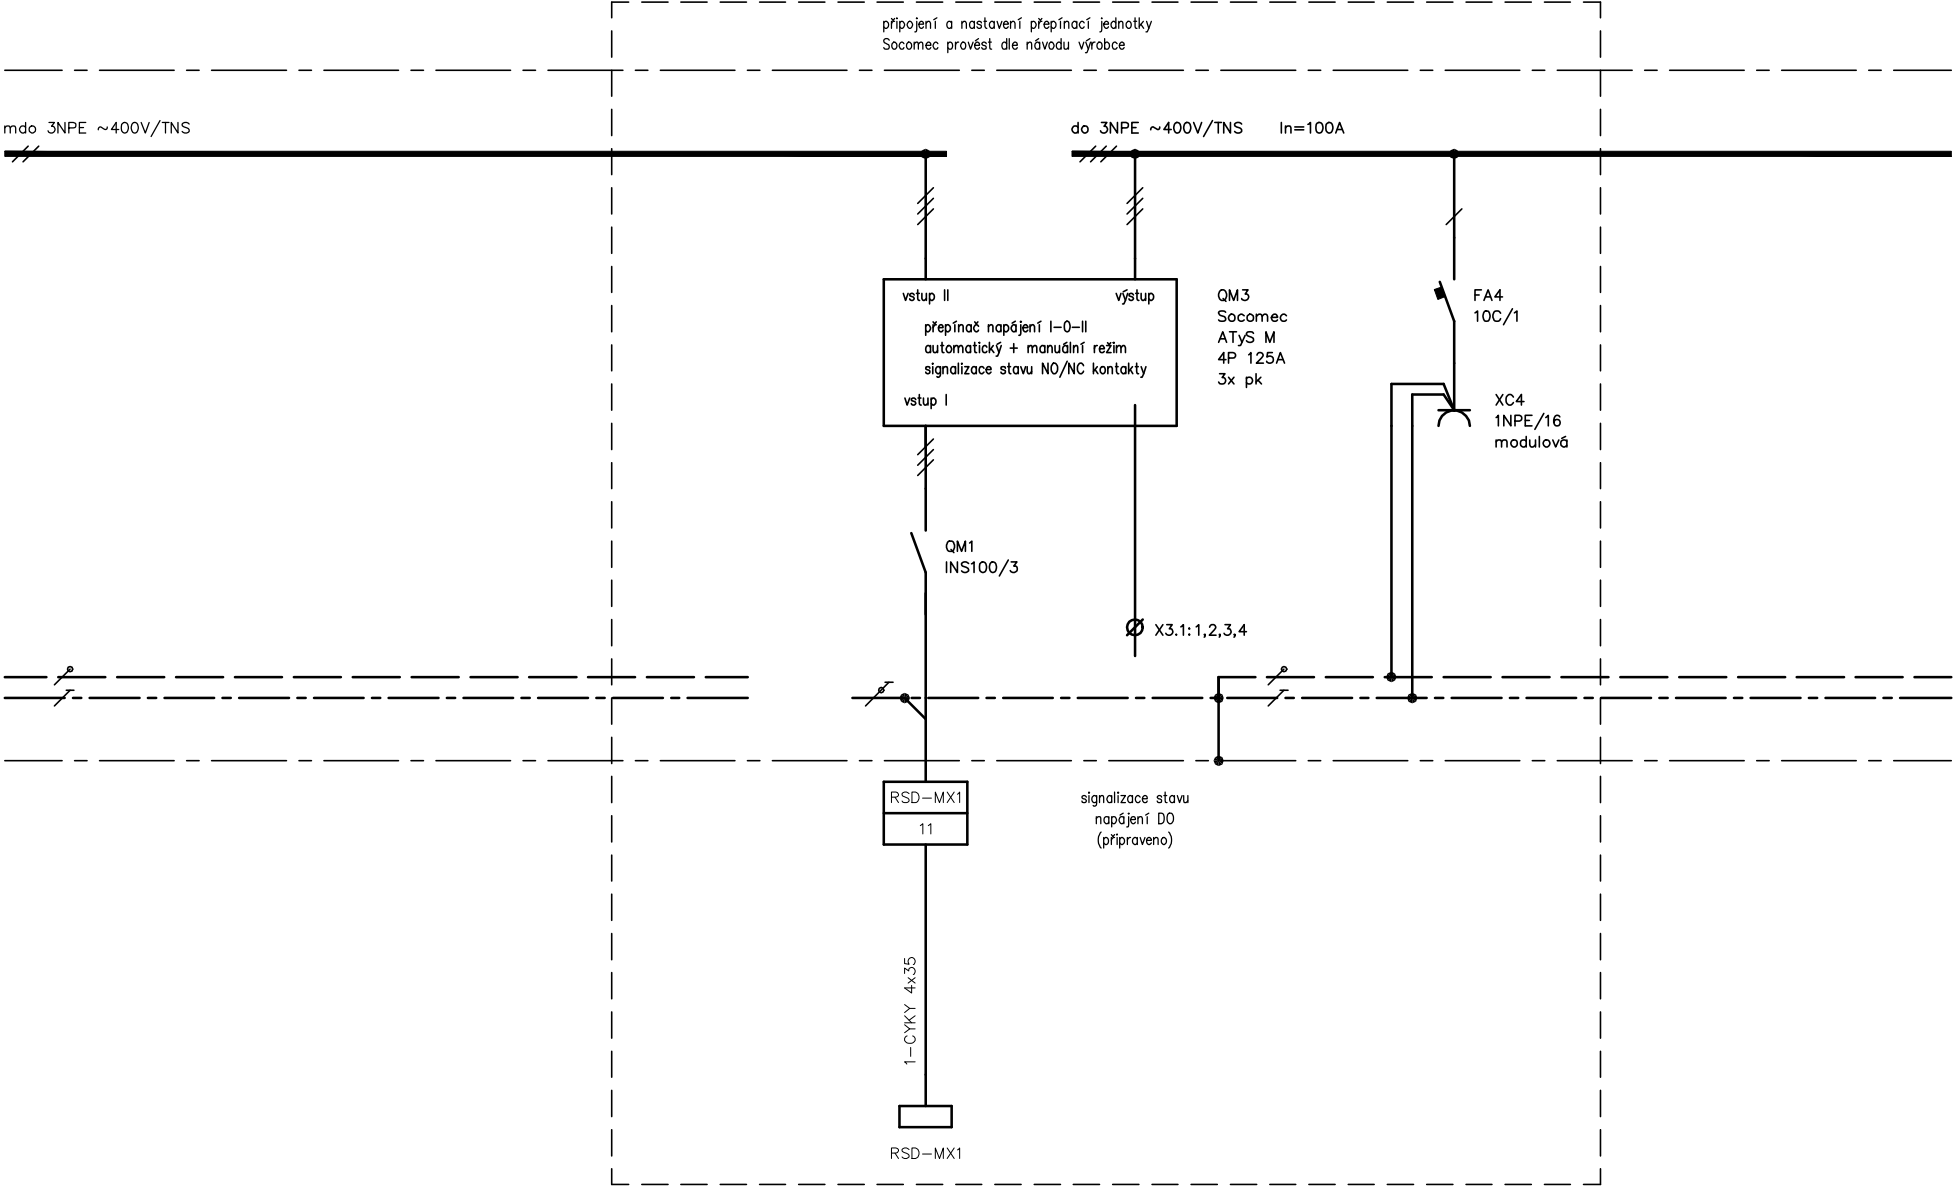 připojení a nastavení přepínací jednotky
Socomec provést dle návodu výrobce
mdo 3NPE ~400V/TNS
do 3NPE ~400V/TNS In=100A
vstup II
výstup
přepínač napájení I-0-II
automatický + manuální režim
signalizace stavu NO/NC kontakty
vstup I
QM3
Socomec
ATyS M
4P 125A
3x pk
FA4
10C/1
XC4
1NPE/16
modulová
QM1
INS100/3
X3.1:1,2,3,4
RSD-MX1
11
signalizace stavu
napájení DO
(připraveno)
1-CYKY 4x35
RSD-MX1